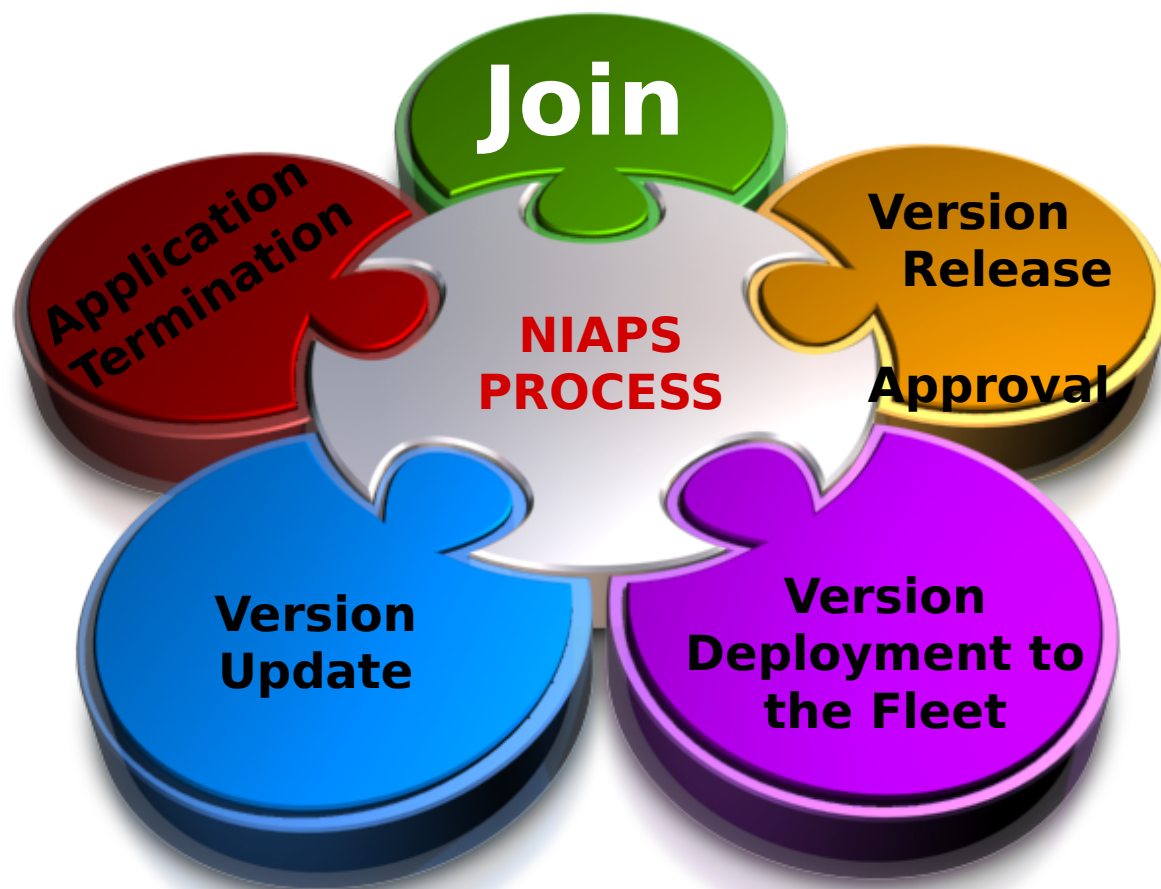 Join
Application
Termination
Version
Release
Approval
NIAPS
PROCESS
Version
Update
Version
Deployment to
the Fleet